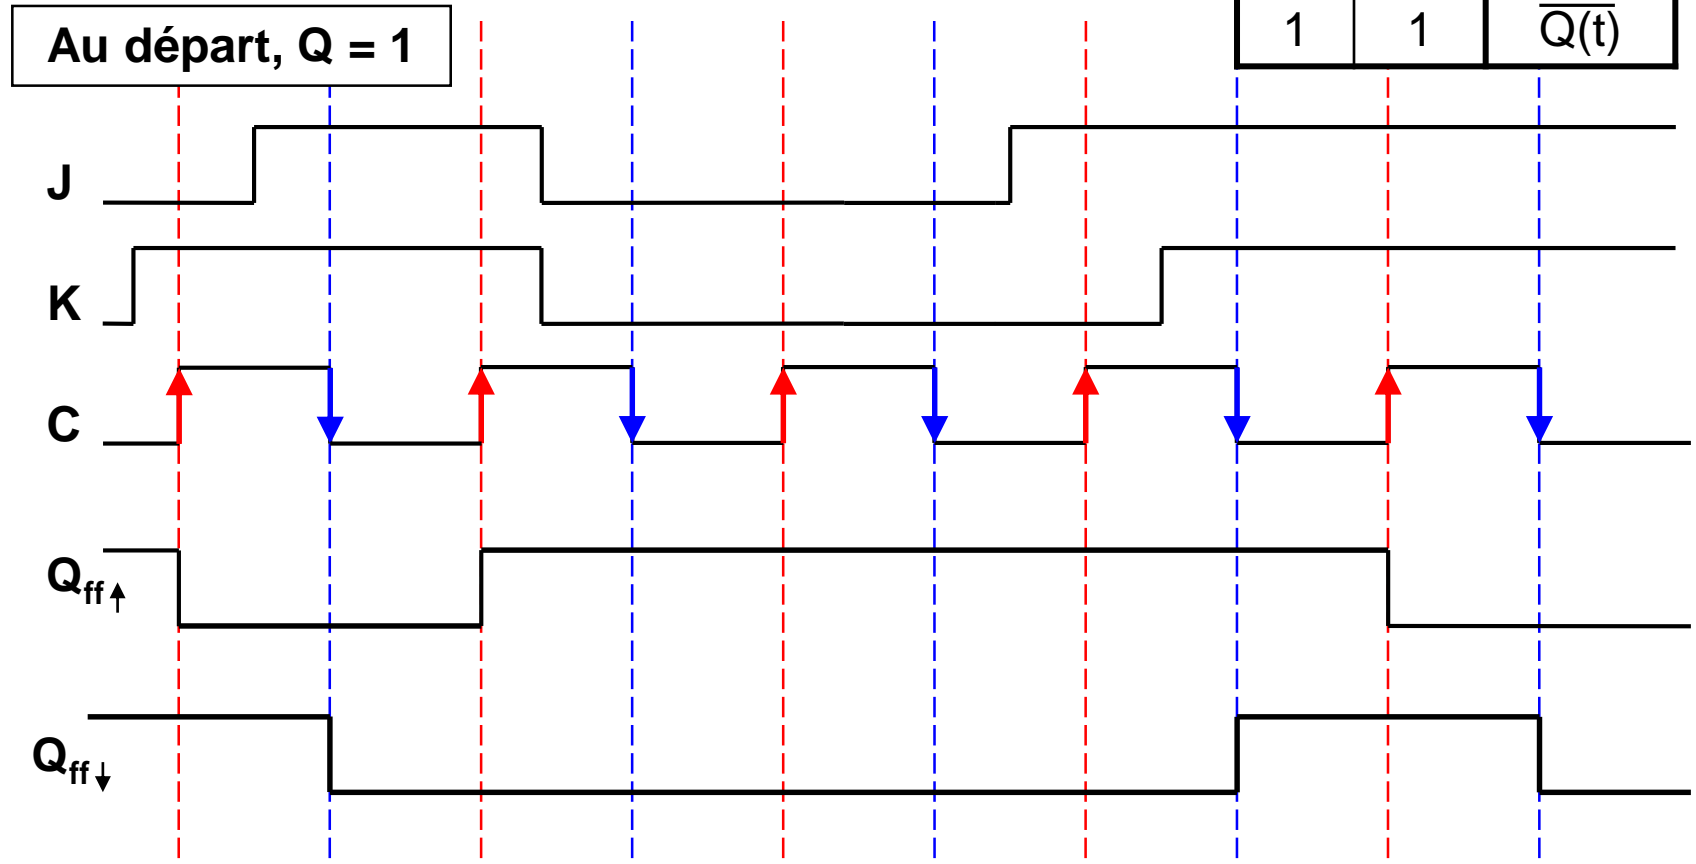 Au départ, Q = 1
1 1 Q(t)
J
K
C
Qff↑
Qff↓